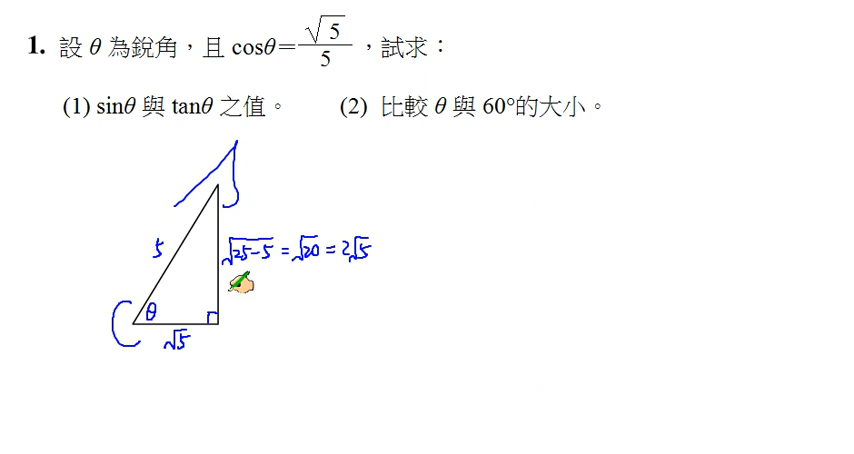 1. 設 θ 為銳角，且 cosθ=√5/5，試求：
(1) sinθ 與 tanθ 之值。 (2) 比較 θ 與 60°的大小。
5
√25-5 = √20 = 2√5
θ
√5